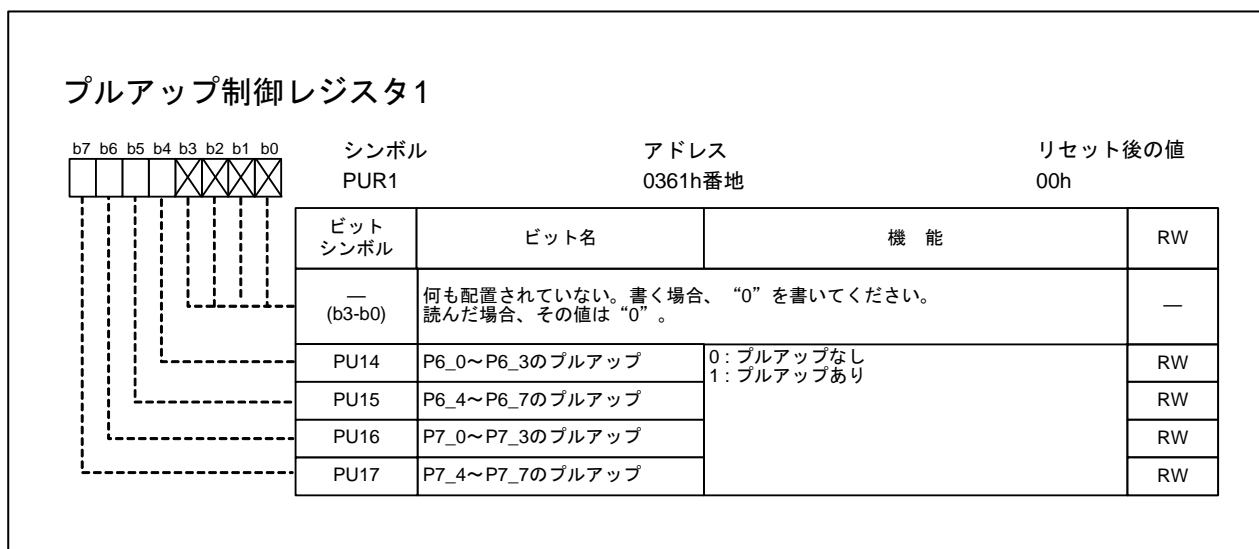 プルアップ制御レジスタ1
b7 b6 b5 b4 b3 b2 b1 b0
シンボル アドレス リセット後の値
PUR1 0361h番地 00h
ビット
シンボル ビット名 機 能 RW
—
(b3-b0) 何も配置されていない。書く場合、“0”を書いてください。
読んだ場合、その値は“0”。 —
PU14 P6_0~P6_3のプルアップ 0 : プルアップなし
1 : プルアップあり RW
PU15 P6_4~P6_7のプルアップ RW
PU16 P7_0~P7_3のプルアップ RW
PU17 P7_4~P7_7のプルアップ RW